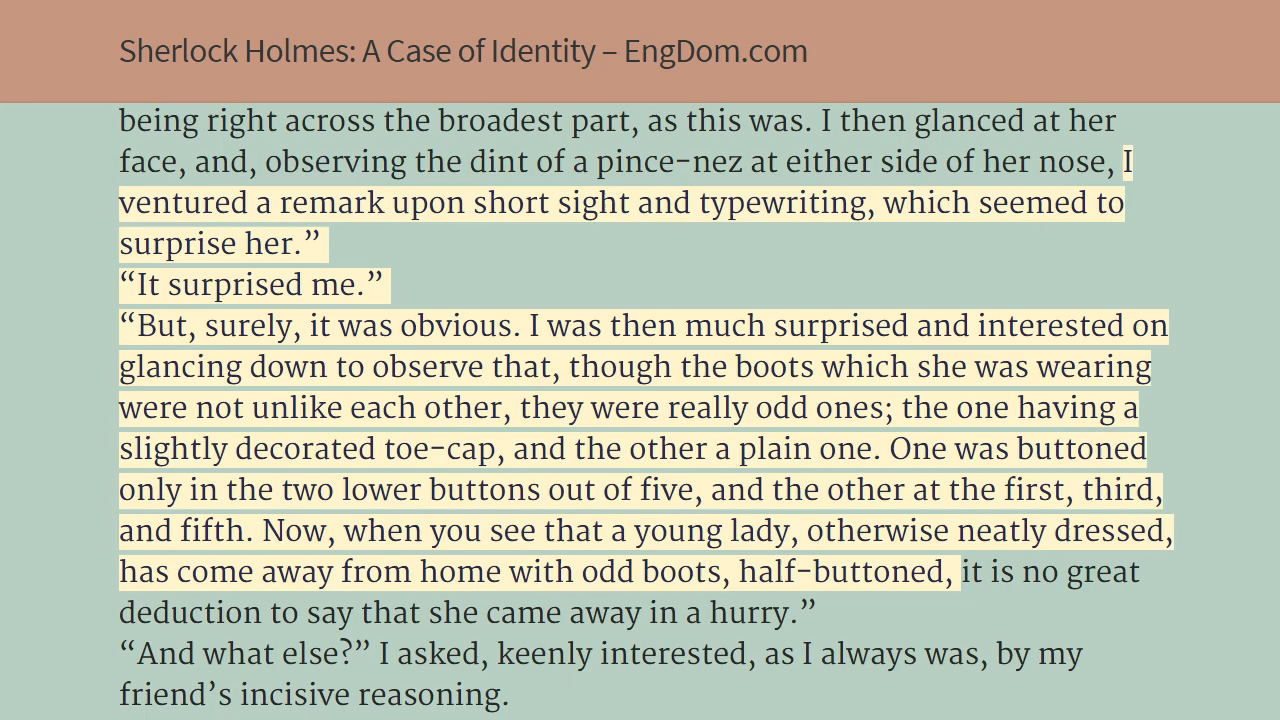 Sherlock Holmes: A Case of Identity – EngDom.com
being right across the broadest part, as this was. I then glanced at her
face, and, observing the dint of a pince-nez at either side of her nose, I
ventured a remark upon short sight and typewriting, which seemed to
surprise her.”
“It surprised me.”
“But, surely, it was obvious. I was then much surprised and interested on
glancing down to observe that, though the boots which she was wearing
were not unlike each other, they were really odd ones; the one having a
slightly decorated toe-cap, and the other a plain one. One was buttoned
only in the two lower buttons out of five, and the other at the first, third,
and fifth. Now, when you see that a young lady, otherwise neatly dressed,
has come away from home with odd boots, half-buttoned, it is no great
deduction to say that she came away in a hurry.”
“And what else?” I asked, keenly interested, as I always was, by my
friend’s incisive reasoning.